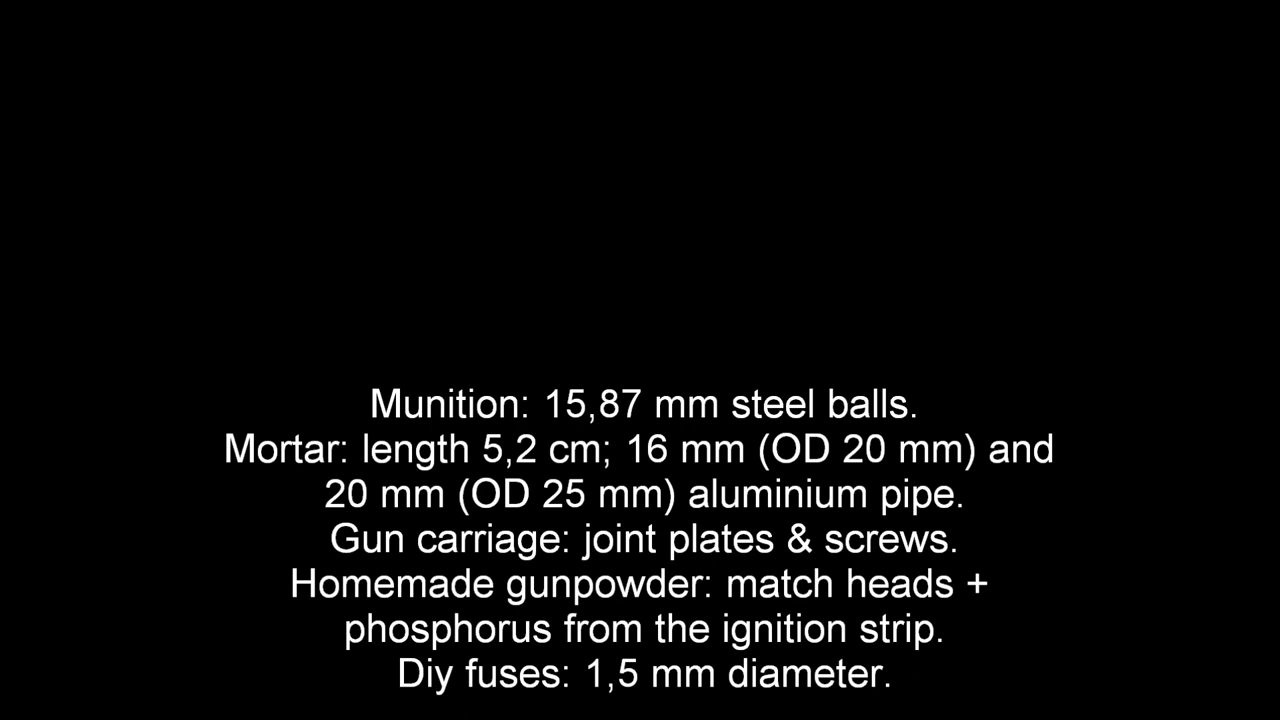 Munition: 15,87 mm steel balls.
Mortar: length 5,2 cm; 16 mm (OD 20 mm) and
20 mm (OD 25 mm) aluminium pipe.
Gun carriage: joint plates & screws.
Homemade gunpowder: match heads +
phosphorus from the ignition strip.
Diy fuses: 1,5 mm diameter.